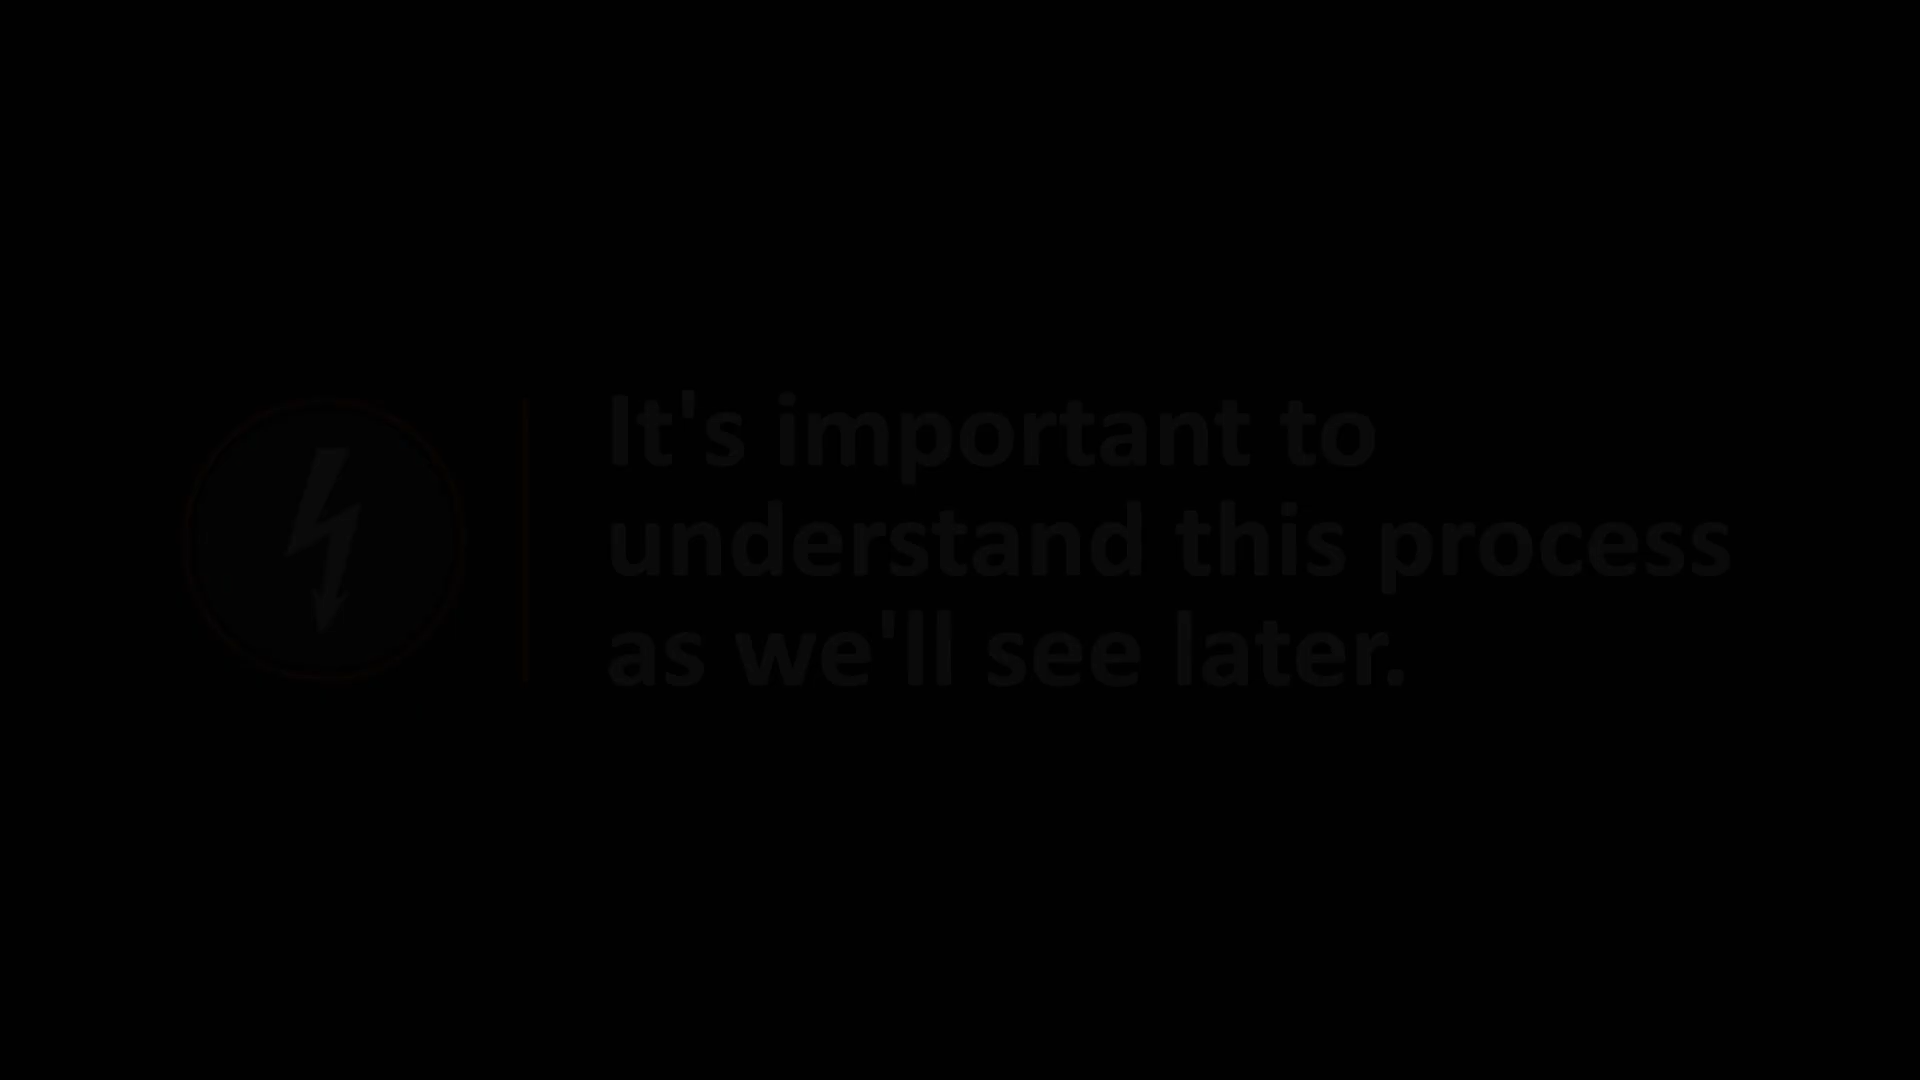 It's important to
understand this process
as we'll see later.